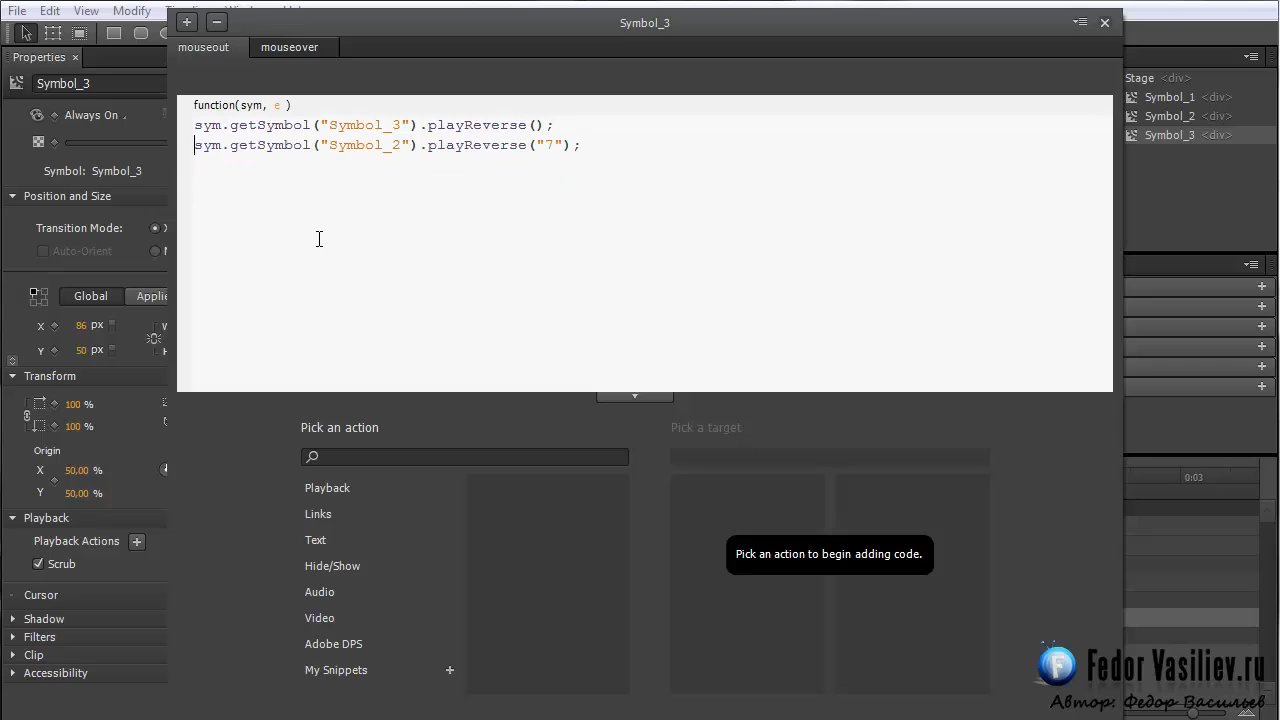 File Edit View Modify
Symbol_3
Properties ×
mouseout mouseover
Symbol_3
Always On
Symbol: Symbol_3
Position and Size
Transition Mode:
Auto-Orient
Global Applie
X 86 px
Y 50 px
Transform
100 %
100 %
Origin
X 50,00 %
Y 50,00 %
Playback
Playback Actions +
Scrub
Cursor
Shadow
Filters
Clip
Accessibility
function(sym, e )
sym.getSymbol("Symbol_3").playReverse();
sym.getSymbol("Symbol_2").playReverse("7");
Pick an action
Playback
Links
Text
Hide/Show
Audio
Video
Adobe DPS
My Snippets +
Pick a target
Pick an action to begin adding code.
Stage <div>
Symbol_1 <div>
Symbol_2 <div>
Symbol_3 <div>
0:03
Fedor Vasiliev.ru
Автор: Федор Васильев